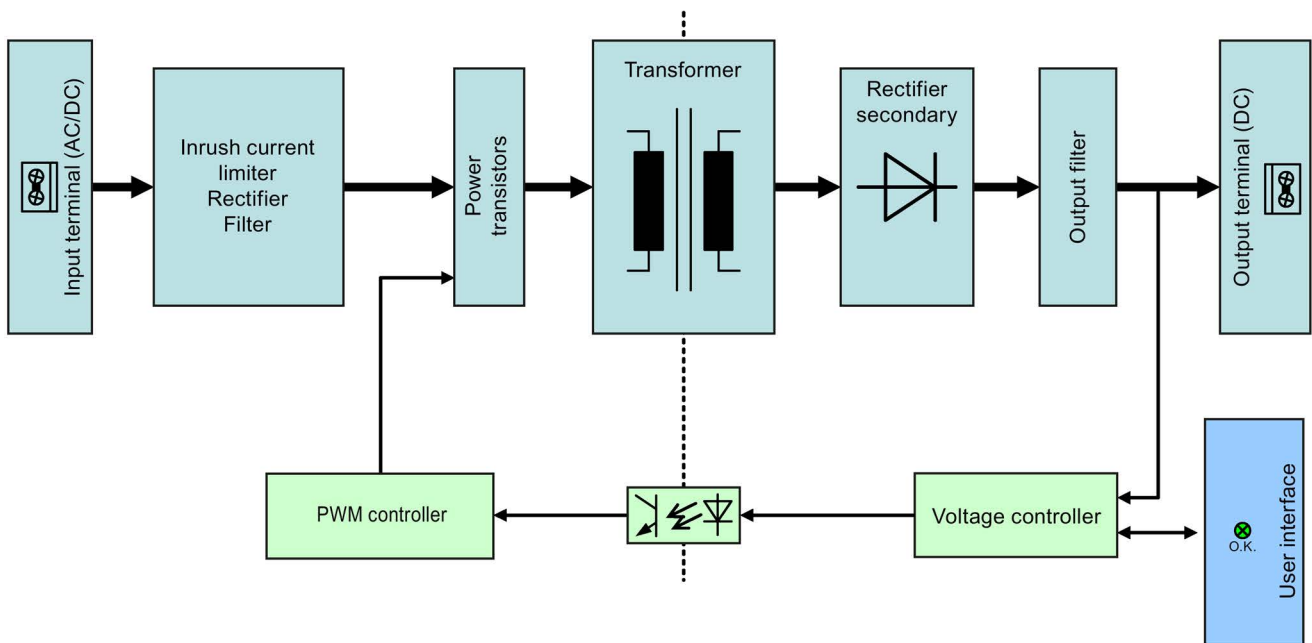 Input terminal (AC/DC)
Inrush current
limiter
Rectifier
Filter
Power
transistors
Transformer
Rectifier
secondary
Output filter
Output terminal (DC)
PWM controller
Voltage controller
O.K.
User interface